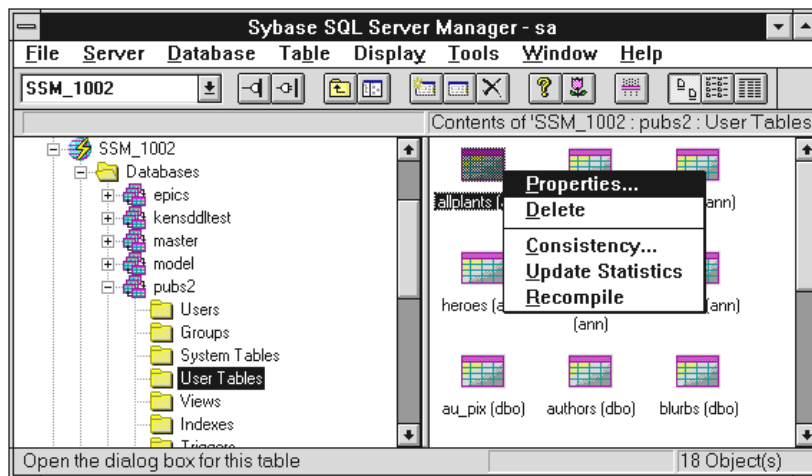 Sybase SQL Server Manager - sa
File Server Database Table Display Tools Window Help
SSM_1002
Contents of 'SSM_1002 : pubs2 : User Tables
SSM_1002
Databases
epics
kensddltest
master
model
pubs2
Users
Groups
System Tables
User Tables
Views
Indexes
Triggers
allplants
ann)
Properties...
Delete
Consistency...
Update Statistics
Recompile
heroes
(ann)
(ann)
au_pix (dbo) authors (dbo) blurbs (dbo)
Open the dialog box for this table
18 Object(s)